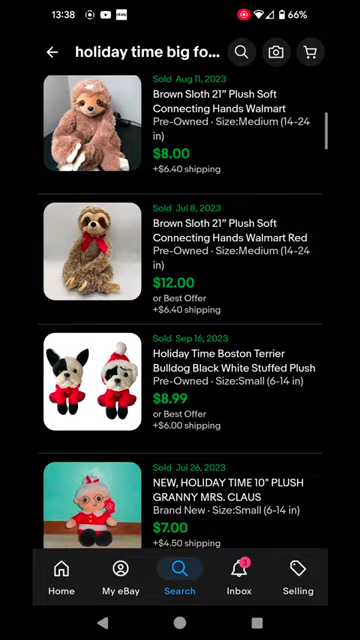 13:38
ebay
66%
holiday time big fo...
Sold Aug 11, 2023
Brown Sloth 21" Plush Soft
Connecting Hands Walmart
Pre-Owned · Size:Medium (14-24
in)
$8.00
+$6.40 shipping
Sold Jul 8, 2023
Brown Sloth 21" Plush Soft
Connecting Hands Walmart Red
Pre-Owned · Size:Medium (14-24
in)
$12.00
or Best Offer
+$6.40 shipping
Sold Sep 16, 2023
Holiday Time Boston Terrier
Bulldog Black White Stuffed Plush
Pre-Owned · Size:Small (6-14 in)
$8.99
or Best Offer
+$6.00 shipping
Sold Jul 26, 2023
NEW, HOLIDAY TIME 10" PLUSH
GRANNY MRS. CLAUS
Brand New · Size:Small (6-14 in)
$7.00
+$4.50 shipping
3
Home
My eBay
Search
Inbox
Selling